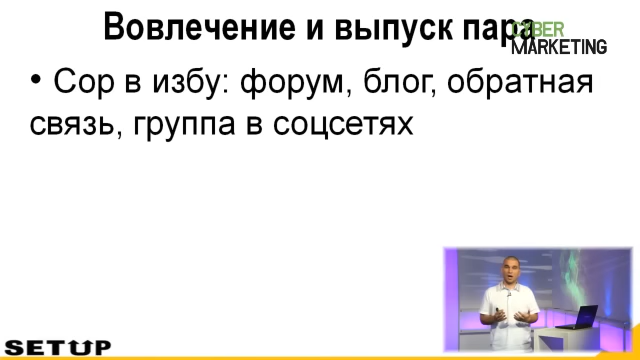 Вовлечение и выпуск пара
CYBER
MARKETING
• Сор в избу: форум, блог, обратная
связь, группа в соцсетях
SETUP